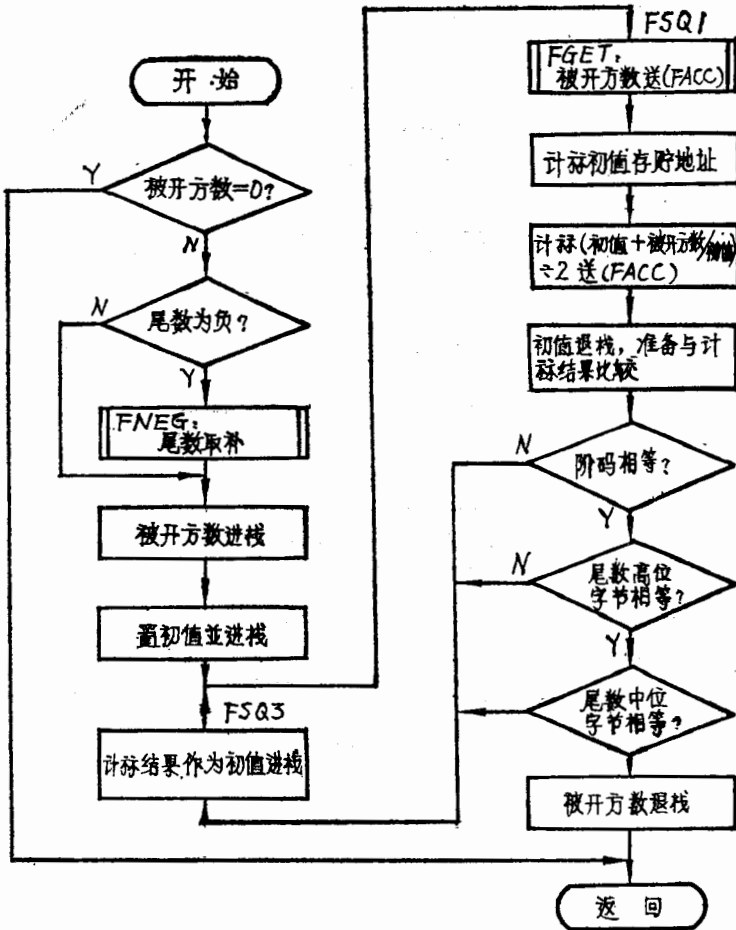 开 始
Y
被开方数=0?
N
N
尾数为负?
Y
FNEG:
尾数取补
被开方数进栈
置初值並进栈
FSQ3
计标结果作为初值进栈
FSQ1
FGET:
被开方数送(FACC)
计标初值存贮地址
计标(初值+被开方数/初值)
÷2 送(FACC)
初值退栈,准备与计
标结果比较
N
阶码相等?
Y
N
尾数高位
字节相等?
Y
尾数中位
字节相等?
被开方数退栈
返 回